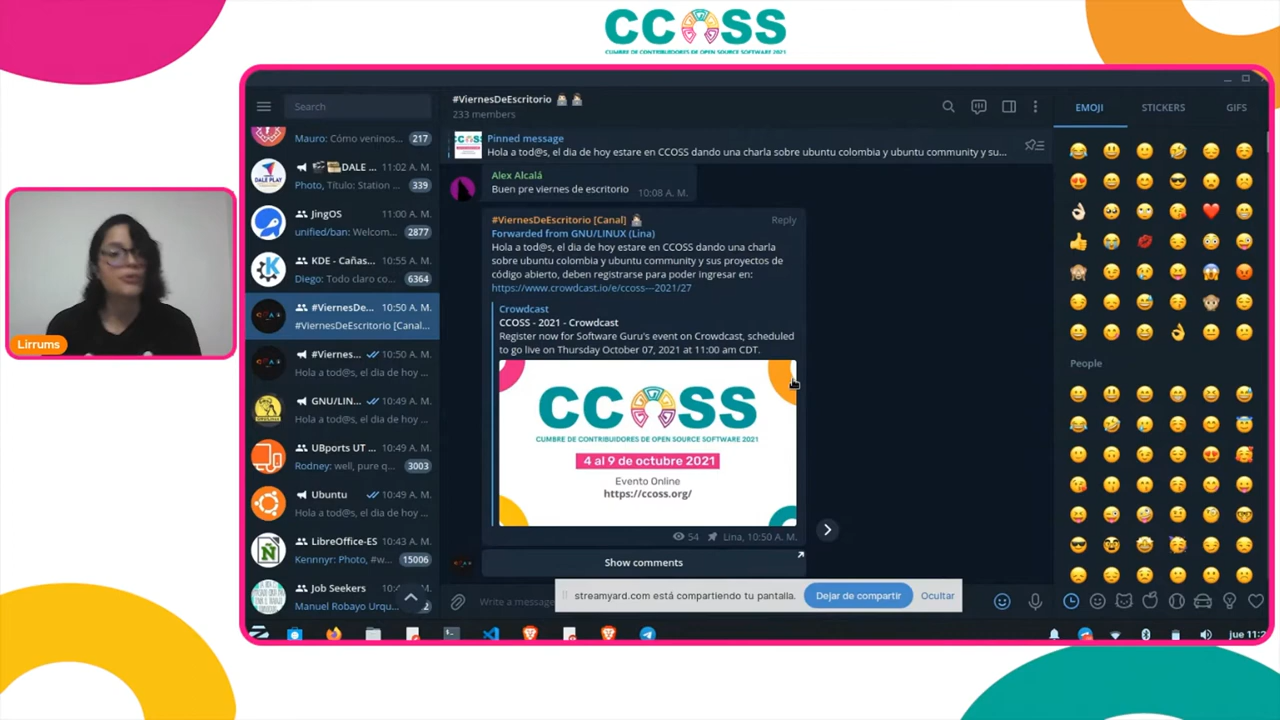 CCOSS
CUMBRE DE CONTRIBUIDORES DE OPEN SOURCE SOFTWARE 2021
Lirrums
Search
Mauro: Cómo veninos...
217
DALE ...
11:02 A. M.
Photo, Título: Station ...
339
JingOS
11:00 A. M.
unified/ban: Welcom...
2877
KDE - Cañas...
10:55 A. M.
Diego: Todo claro co...
6364
#ViernesDe...
10:50 A. M.
#ViernesDeEscritorio [Canal...
#Viernes...
10:50 A. M.
Hola a tod@s, el dia de hoy ...
GNU/LIN...
10:49 A. M.
Hola a tod@s, el dia de hoy ...
UBports UT ...
10:49 A. M.
Rodney: well, pure q...
3003
Ubuntu
10:49 A. M.
Hola a tod@s, el dia de hoy ...
LibreOffice-ES
10:43 A. M.
Kennnyr: Photo, #w...
15006
Job Seekers
Manuel Robayo Urqu...
#ViernesDeEscritorio
233 members
Pinned message
Hola a tod@s, el dia de hoy estare en CCOSS dando una charla sobre ubuntu colombia y ubuntu community y su...
Alex Alcalá
Buen pre viernes de escritorio
10:08 A. M.
#ViernesDeEscritorio [Canal]
Reply
Forwarded from GNU/LINUX (Lina)
Hola a tod@s, el dia de hoy estare en CCOSS dando una charla
sobre ubuntu colombia y ubuntu community y sus proyectos de
código abierto, deben registrarse para poder ingresar en:
https://www.crowdcast.io/e/ccoss---2021/27
Crowdcast
CCOSS - 2021 - Crowdcast
Register now for Software Guru's event on Crowdcast, scheduled
to go live on Thursday October 07, 2021 at 11:00 am CDT.
CCOSS
CUMBRE DE CONTRIBUIDORES DE OPEN SOURCE SOFTWARE 2021
4 al 9 de octubre 2021
Evento Online
https://ccoss.org/
54
Lina, 10:50 A. M.
Show comments
Write a message
streamyard.com está compartiendo tu pantalla.
Dejar de compartir
Ocultar
EMOJI
STICKERS
GIFS
People
jue 11:2